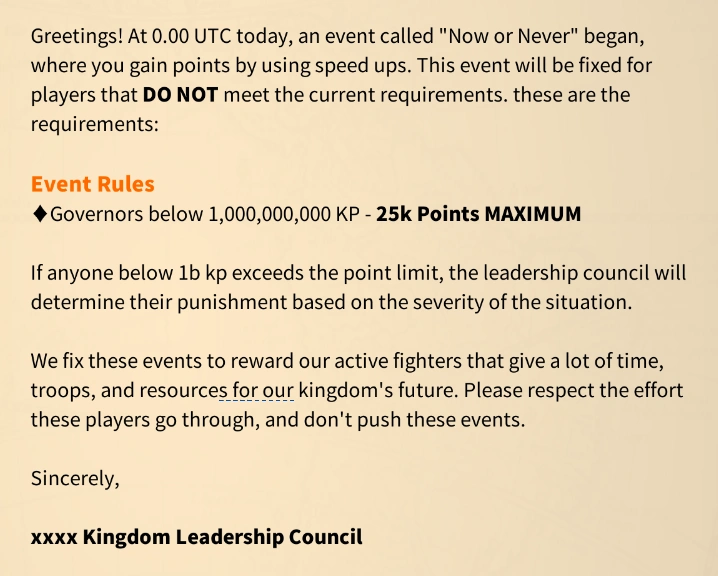 Greetings! At 0.00 UTC today, an event called "Now or Never" began,
where you gain points by using speed ups. This event will be fixed for
players that DO NOT meet the current requirements. these are the
requirements:
Event Rules
♦Governors below 1,000,000,000 KP - 25k Points MAXIMUM
If anyone below 1b kp exceeds the point limit, the leadership council will
determine their punishment based on the severity of the situation.
We fix these events to reward our active fighters that give a lot of time,
troops, and resources for our kingdom's future. Please respect the effort
these players go through, and don't push these events.
Sincerely,
xxxx Kingdom Leadership Council